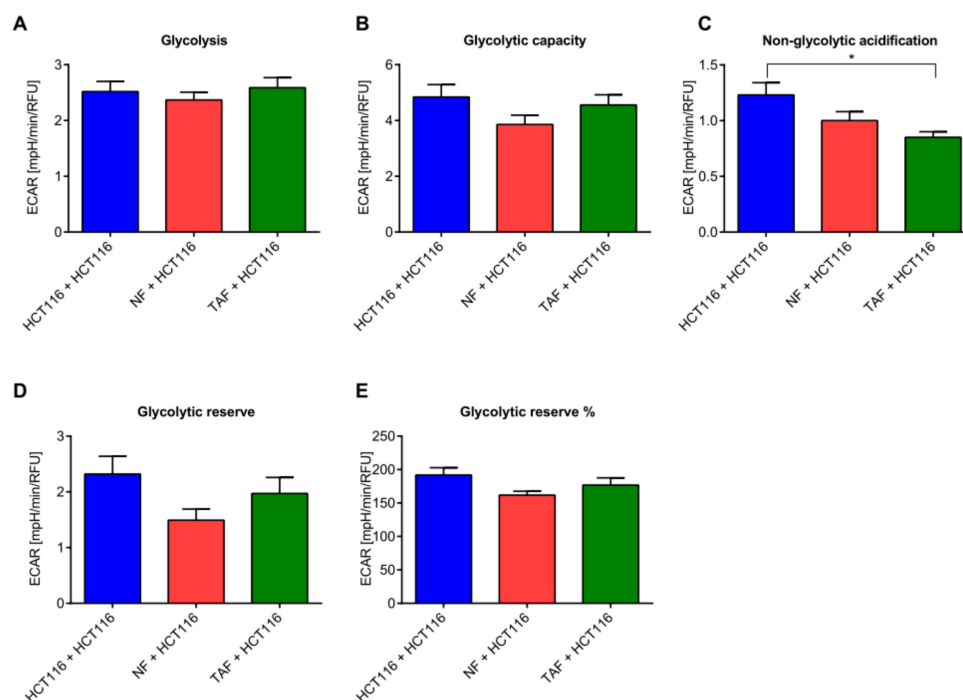 A
Glycolysis
ECAR [mpH/min/RFU]
3
2
1
0
HCT116 + HCT116
NF + HCT116
TAF + HCT116
B
Glycolytic capacity
ECAR [mpH/min/RFU]
6
4
2
0
HCT116 + HCT116
NF + HCT116
TAF + HCT116
C
Non-glycolytic acidification
*
ECAR [mpH/min/RFU]
1.5
1.0
0.5
0.0
HCT116 + HCT116
NF + HCT116
TAF + HCT116
D
Glycolytic reserve
ECAR [mpH/min/RFU]
3
2
1
0
HCT116 + HCT116
NF + HCT116
TAF + HCT116
E
Glycolytic reserve %
ECAR [mpH/min/RFU]
250
200
150
100
50
0
HCT116 + HCT116
NF + HCT116
TAF + HCT116